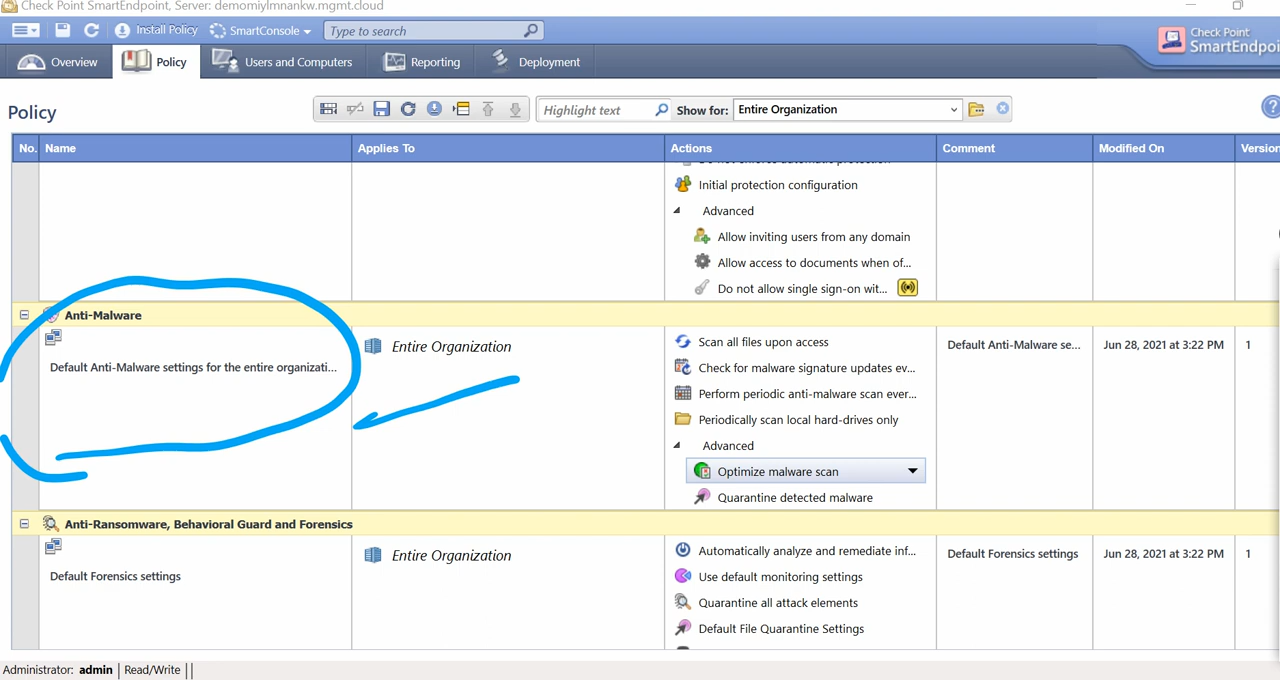 Check Point SmartEndpoint, Server: demomiylmnankw.mgmt.cloud
Install Policy SmartConsole Type to search
Check Point
SmartEndpoi
Overview Policy Users and Computers Reporting Deployment
Policy Highlight text Show for: Entire Organization
No. Name Applies To Actions Comment Modified On Version
Do not enforce automatic protection
Initial protection configuration
Advanced
Allow inviting users from any domain
Allow access to documents when of...
Do not allow single sign-on wit...
Anti-Malware
Default Anti-Malware settings for the entire organizati...
Entire Organization
Scan all files upon access
Check for malware signature updates ev...
Perform periodic anti-malware scan ever...
Periodically scan local hard-drives only
Advanced
Optimize malware scan
Quarantine detected malware
Default Anti-Malware se...
Jun 28, 2021 at 3:22 PM
1
Anti-Ransomware, Behavioral Guard and Forensics
Default Forensics settings
Entire Organization
Automatically analyze and remediate inf...
Use default monitoring settings
Quarantine all attack elements
Default File Quarantine Settings
Default Forensics settings
Jun 28, 2021 at 3:22 PM
1
Administrator: admin Read/Write